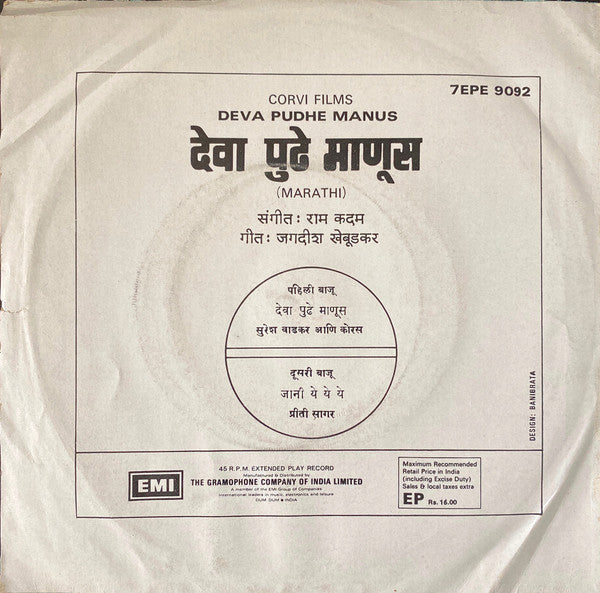 7EPE 9092
CORVI FILMS
DEVA PUDHE MANUS
देवा पुढे माणूस
(MARATHI)
संगीत: राम कदम
गीत: जगदीश खेबूडकर
पहिली बाजू
देवा पुढे माणूस
सुरेश वाडकर आणि कोरस
दूसरी बाजू
जानी ये ये ये
प्रीती सागर
DESIGN: BANIBRATA
EMI
45 R.P.M. EXTENDED PLAY RECORD
Manufactured & Distributed by
THE GRAMOPHONE COMPANY OF INDIA LIMITED
A member of the EMI Group of Companies
International leaders in music, electronics and leisure
DUM DUM INDIA
Maximum Recommended
Retail Price in India
(including Excise Duty)
Sales & local taxes extra
EP Rs. 16.00